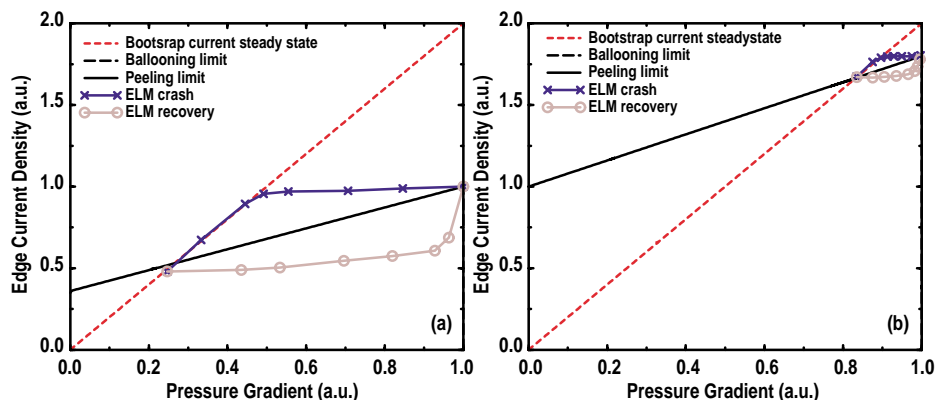 2.0
1.5
1.0
0.5
0.0
Edge Current Density (a.u.)
Bootsrap current steady state
Ballooning limit
Peeling limit
ELM crash
ELM recovery
(a)
0.0 0.2 0.4 0.6 0.8 1.0
Pressure Gradient (a.u.)
2.0
1.5
1.0
0.5
0.0
Edge Current Density (a.u.)
Bootsrap current steadystate
Ballooning limit
Peeling limit
ELM crash
ELM recovery
(b)
0.0 0.2 0.4 0.6 0.8 1.0
Pressure Gradient (a.u.)